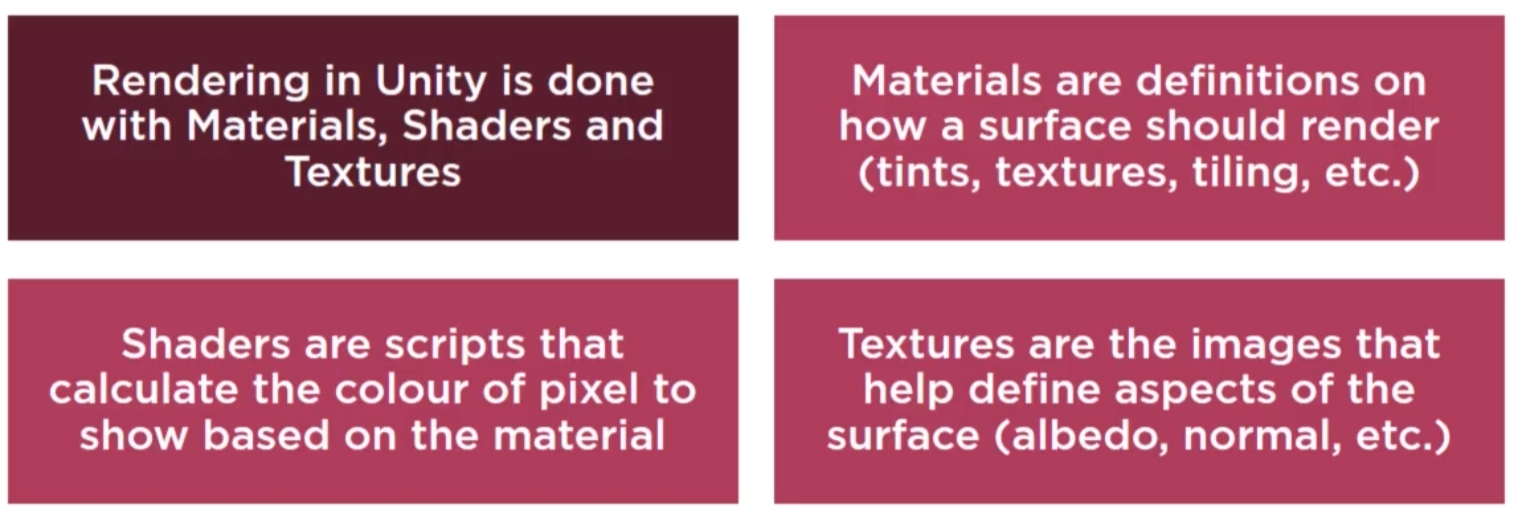 Rendering in Unity is done
with Materials, Shaders and
Textures
Materials are definitions on
how a surface should render
(tints, textures, tiling, etc.)
Shaders are scripts that
calculate the colour of pixel to
show based on the material
Textures are the images that
help define aspects of the
surface (albedo, normal, etc.)